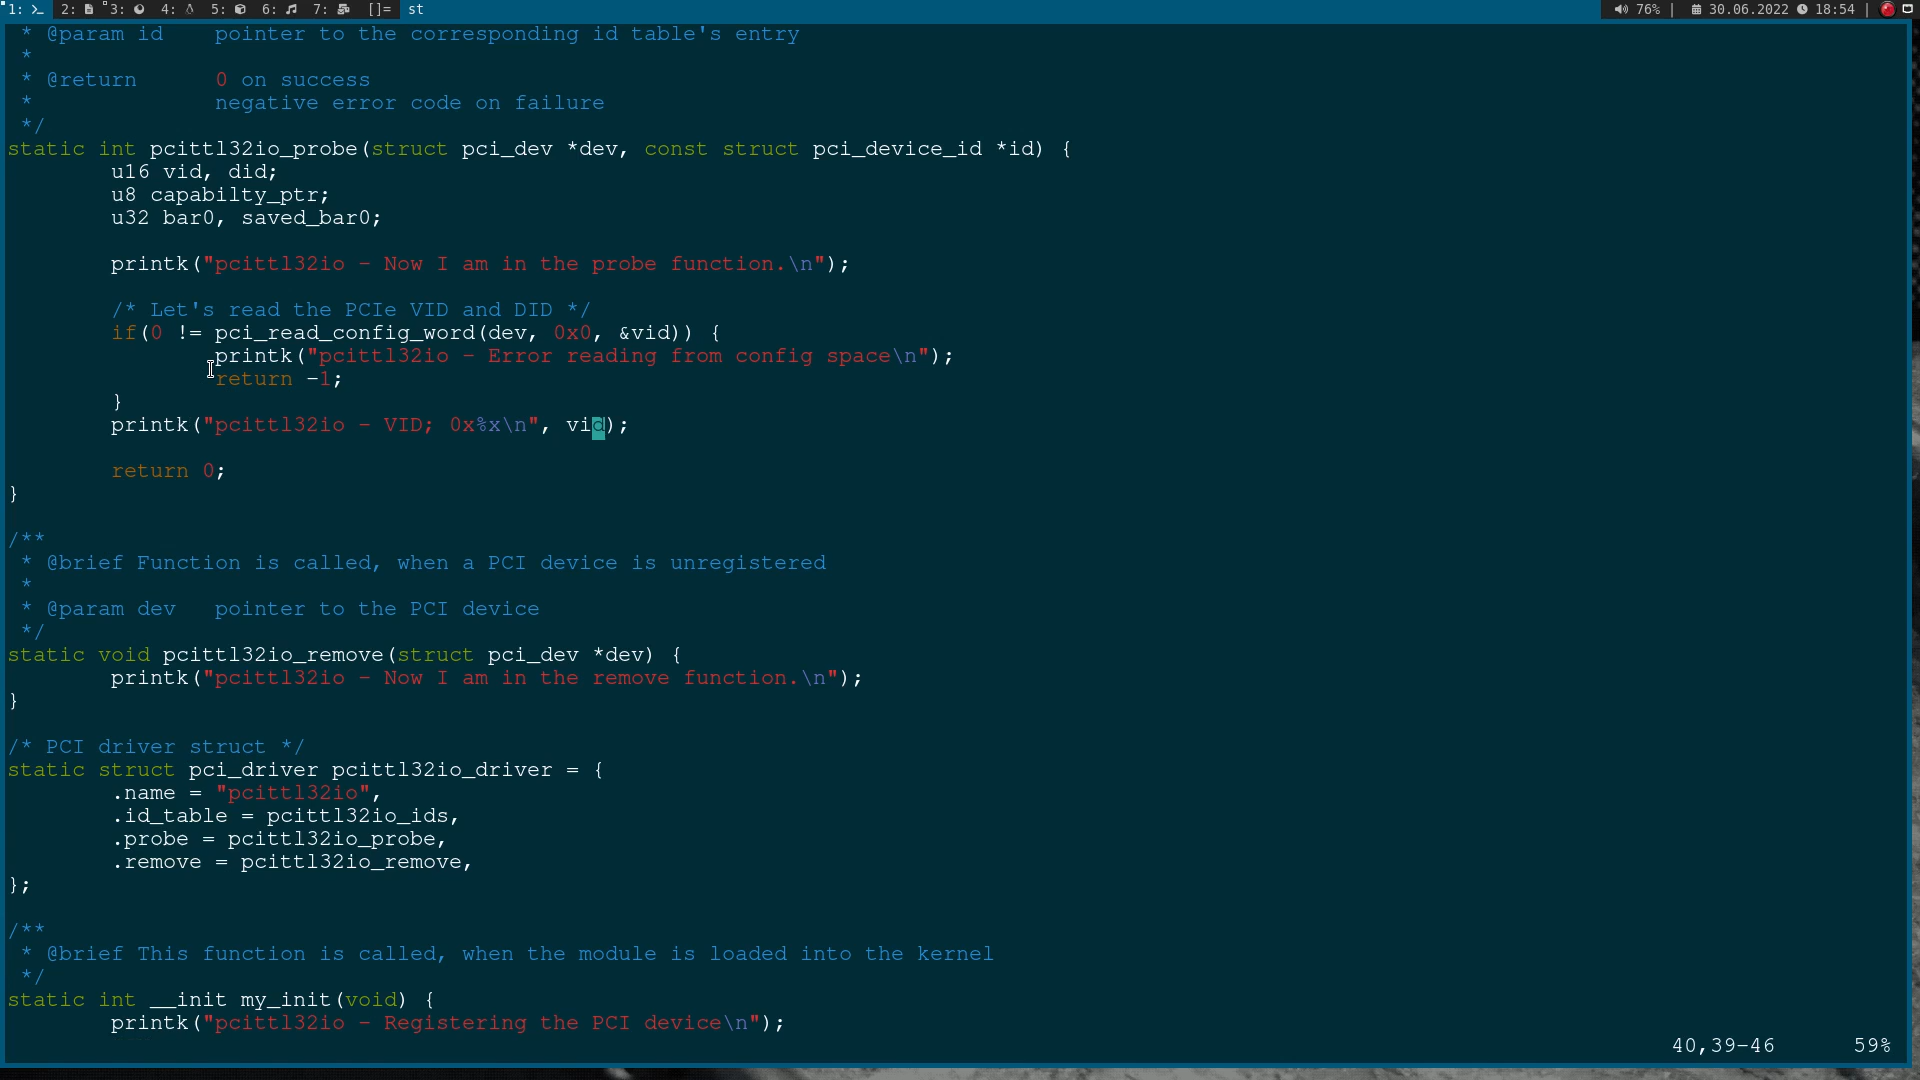 1: 2: 3: 4: 5: 6: 7: []= st 76% | 30.06.2022 18:54 |
* @param id    pointer to the corresponding id table's entry
*
* @return      0 on success
*              negative error code on failure
*/
static int pcittl32io_probe(struct pci_dev *dev, const struct pci_device_id *id) {
        u16 vid, did;
        u8 capabilty_ptr;
        u32 bar0, saved_bar0;
        printk("pcittl32io - Now I am in the probe function.\n");
        /* Let's read the PCIe VID and DID */
        if(0 != pci_read_config_word(dev, 0x0, &vid)) {
                printk("pcittl32io - Error reading from config space\n");
                return -1;
        }
        printk("pcittl32io - VID; 0x%x\n", vid);
        return 0;
}
/**
 * @brief Function is called, when a PCI device is unregistered
 *
 * @param dev   pointer to the PCI device
 */
static void pcittl32io_remove(struct pci_dev *dev) {
        printk("pcittl32io - Now I am in the remove function.\n");
}
/* PCI driver struct */
static struct pci_driver pcittl32io_driver = {
        .name = "pcittl32io",
        .id_table = pcittl32io_ids,
        .probe = pcittl32io_probe,
        .remove = pcittl32io_remove,
};
/**
 * @brief This function is called, when the module is loaded into the kernel
 */
static int __init my_init(void) {
        printk("pcittl32io - Registering the PCI device\n");
40,39-46 59%